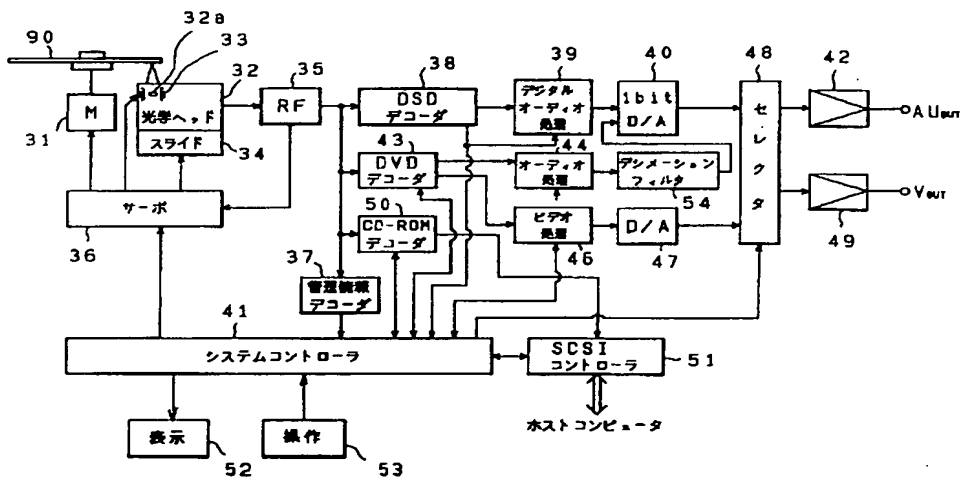 90
32a
33
32
35
38
39
40
48
42
M
31
光学ヘッド
スライド
34
RF
DSD
デコーダ
デジタル
オーディオ
処理
1bit
D/A
セレクタ
AUOUT
43
DVD
デコーダ
44
オーディオ
処理
デシメーション
フィルタ
54
サーボ
36
50
CD-ROM
デコーダ
ビデオ
処理
46
D/A
47
VOUT
49
37
管理情報
デコーダ
41
システムコントローラ
SCSI
コントローラ
51
ホストコンピュータ
表示
52
操作
53